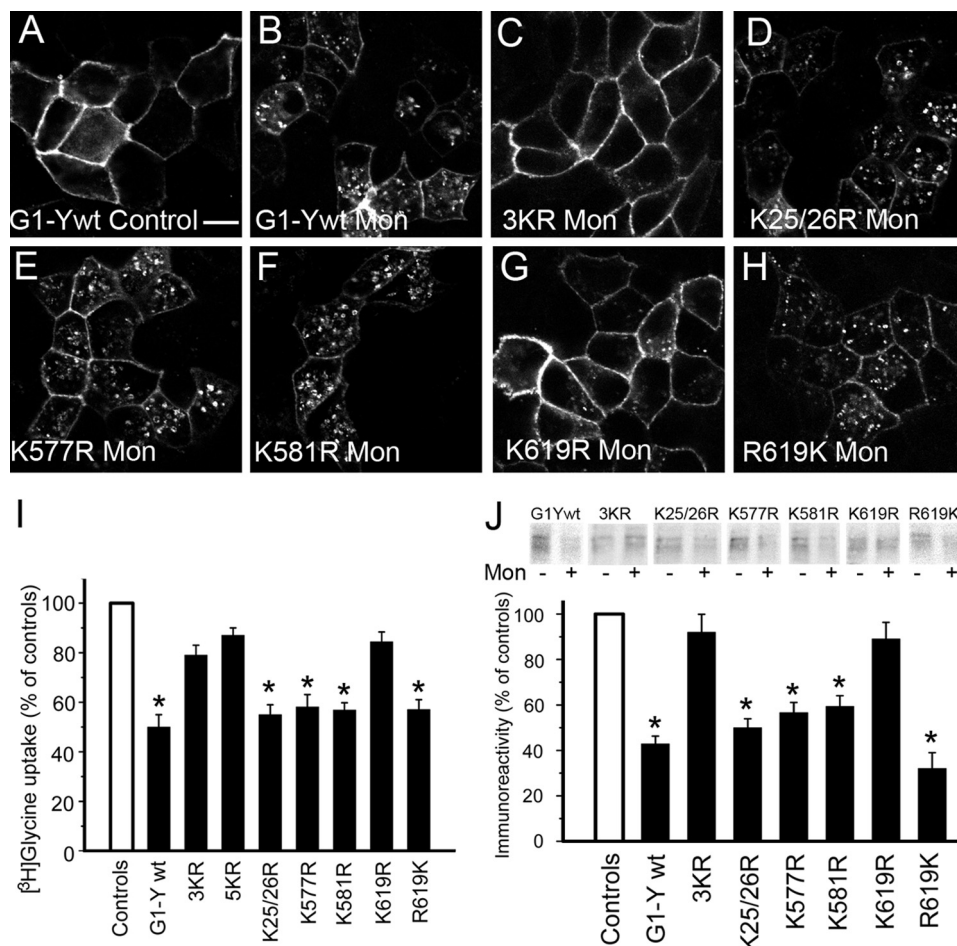 A
G1-Ywt Control
B
G1-Ywt Mon
C
3KR Mon
D
K25/26R Mon
E
K577R Mon
F
K581R Mon
G
K619R Mon
H
R619K Mon
I
[³H]Glycine uptake (% of controls)
100
80
60
40
20
0
* * * * *
Controls
G1-Y wt
3KR
5KR
K25/26R
K577R
K581R
K619R
R619K
J
G1Ywt 3KR K25/26R K577R K581R K619R R619K
Mon - + - + - + - + - + - + - +
Immunoreactivity (% of controls)
100
80
60
40
20
0
* * * * *
Controls
G1-Y wt
3KR
K25/26R
K577R
K581R
K619R
R619K